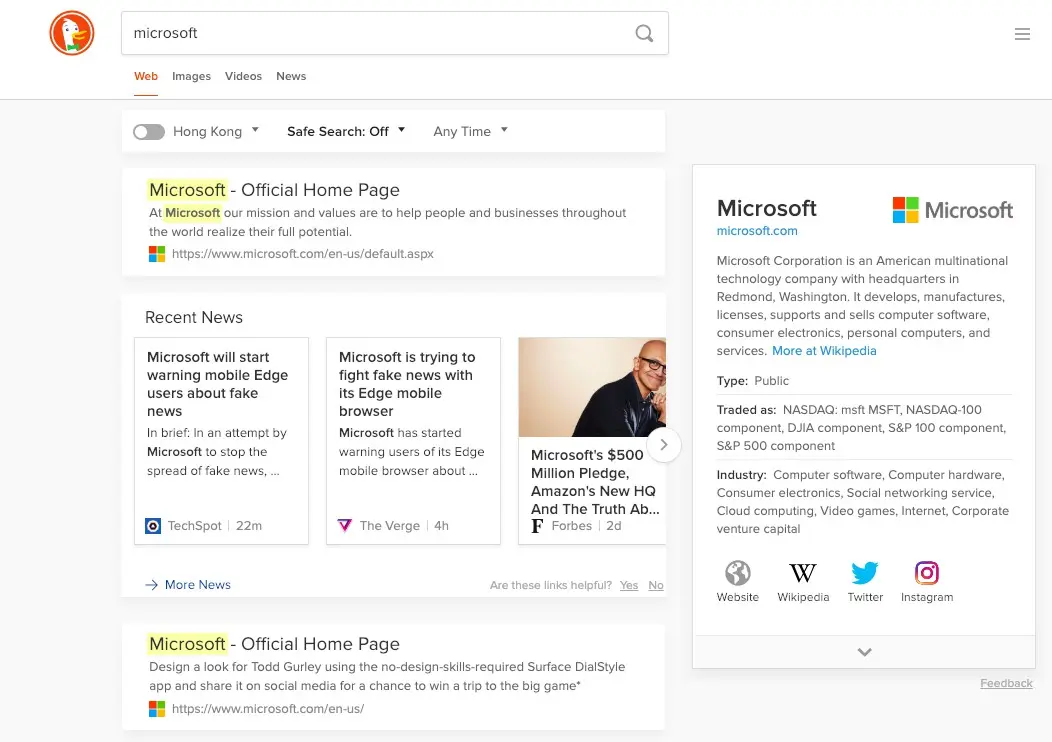 microsoft
Web Images Videos News
Hong Kong Safe Search: Off Any Time
Microsoft - Official Home Page
At Microsoft our mission and values are to help people and businesses throughout
the world realize their full potential.
https://www.microsoft.com/en-us/default.aspx
Recent News
Microsoft will start
warning mobile Edge
users about fake
news
In brief: In an attempt by
Microsoft to stop the
spread of fake news, ...
TechSpot 22m
Microsoft is trying to
fight fake news with
its Edge mobile
browser
Microsoft has started
warning users of its Edge
mobile browser about ...
The Verge 4h
Microsoft's $500
Million Pledge,
Amazon's New HQ
And The Truth Ab...
Forbes 2d
More News
Are these links helpful? Yes No
Microsoft - Official Home Page
Design a look for Todd Gurley using the no-design-skills-required Surface DialStyle
app and share it on social media for a chance to win a trip to the big game*
https://www.microsoft.com/en-us/
Microsoft
Microsoft
microsoft.com
Microsoft Corporation is an American multinational
technology company with headquarters in
Redmond, Washington. It develops, manufactures,
licenses, supports and sells computer software,
consumer electronics, personal computers, and
services. More at Wikipedia
Type: Public
Traded as: NASDAQ: msft MSFT, NASDAQ-100
component, DJIA component, S&P 100 component,
S&P 500 component
Industry: Computer software, Computer hardware,
Consumer electronics, Social networking service,
Cloud computing, Video games, Internet, Corporate
venture capital
Website Wikipedia Twitter Instagram
Feedback